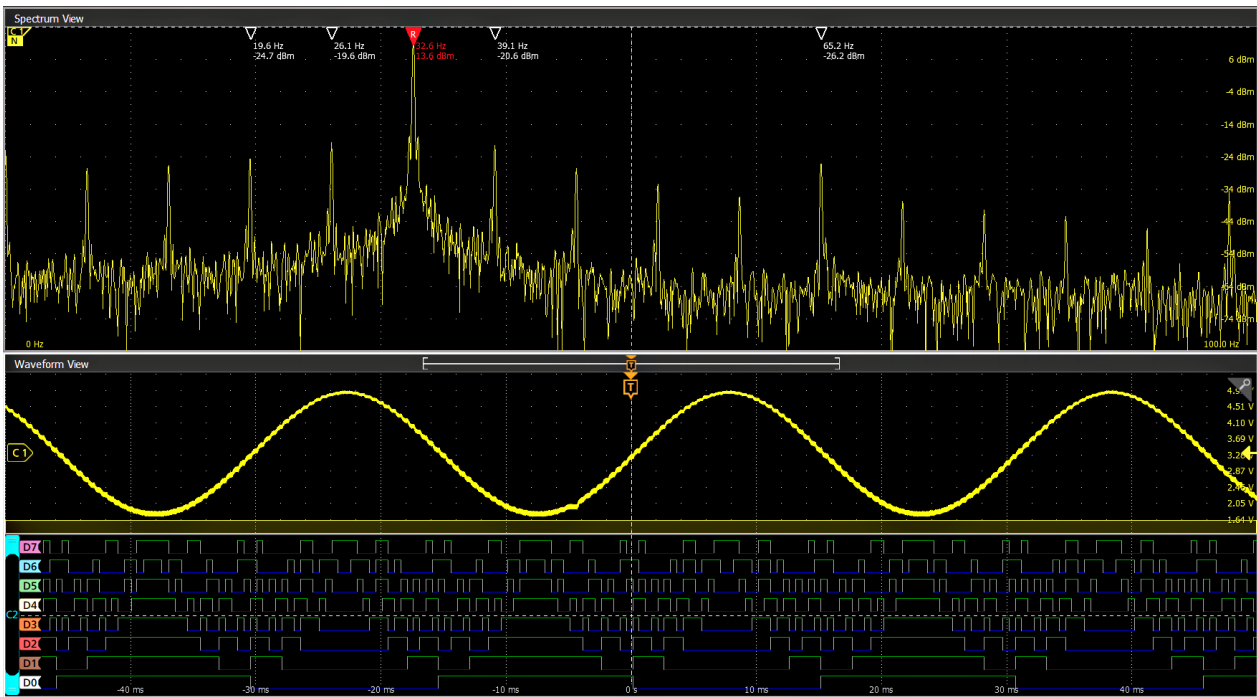 Spectrum View
C 1
N
R
19.6 Hz
-24.7 dBm
26.1 Hz
-19.6 dBm
32.6 Hz
13.6 dBm
39.1 Hz
-20.6 dBm
65.2 Hz
-26.2 dBm
6 dBm
-4 dBm
-14 dBm
-24 dBm
-34 dBm
-44 dBm
-54 dBm
-74 dBm
0 Hz
100.0 Hz
Waveform View
T
T
C 1
4.51 V
4.10 V
3.69 V
2.87 V
2.05 V
1.64 V
D7
D6
D5
D4
C2
D3
D2
D1
D0
-40 ms
-30 ms
-20 ms
-10 ms
0 s
10 ms
20 ms
30 ms
40 ms